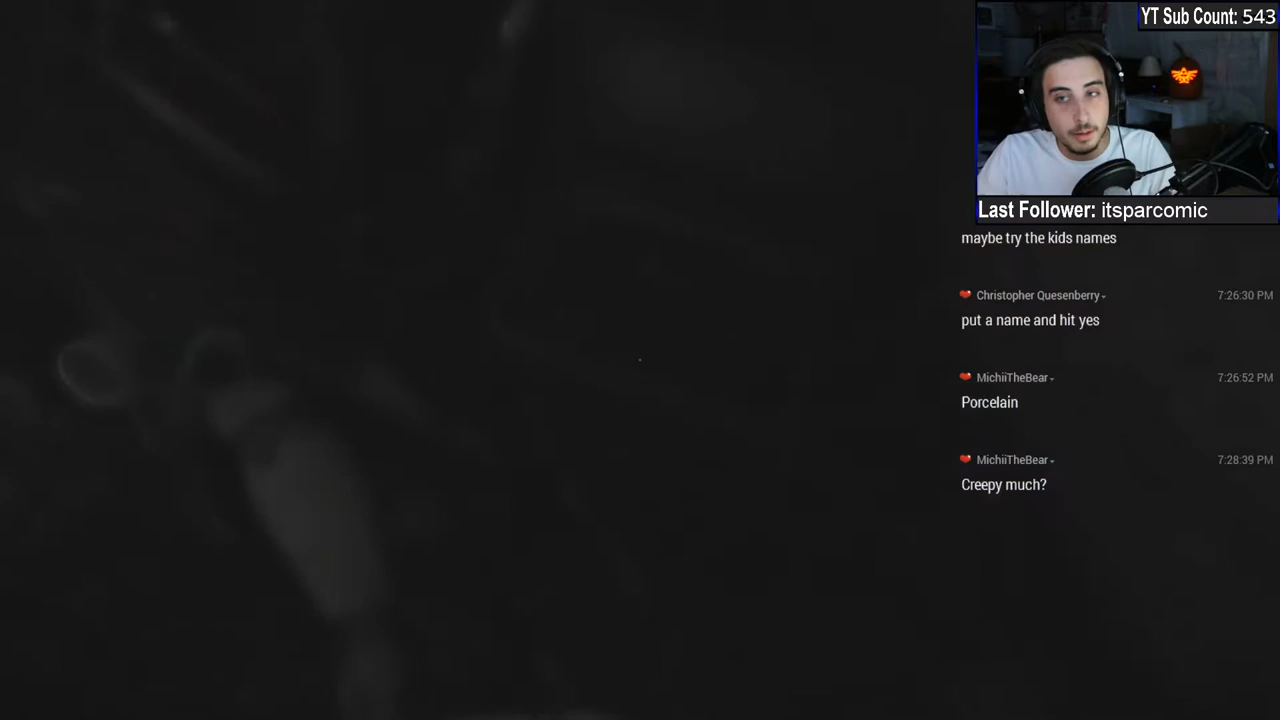 YT Sub Count: 543
Last Follower: itsparcomic
maybe try the kids names
Christopher Quesenberry 7:26:30 PM
put a name and hit yes
MichiiTheBear 7:26:52 PM
Porcelain
MichiiTheBear 7:28:39 PM
Creepy much?